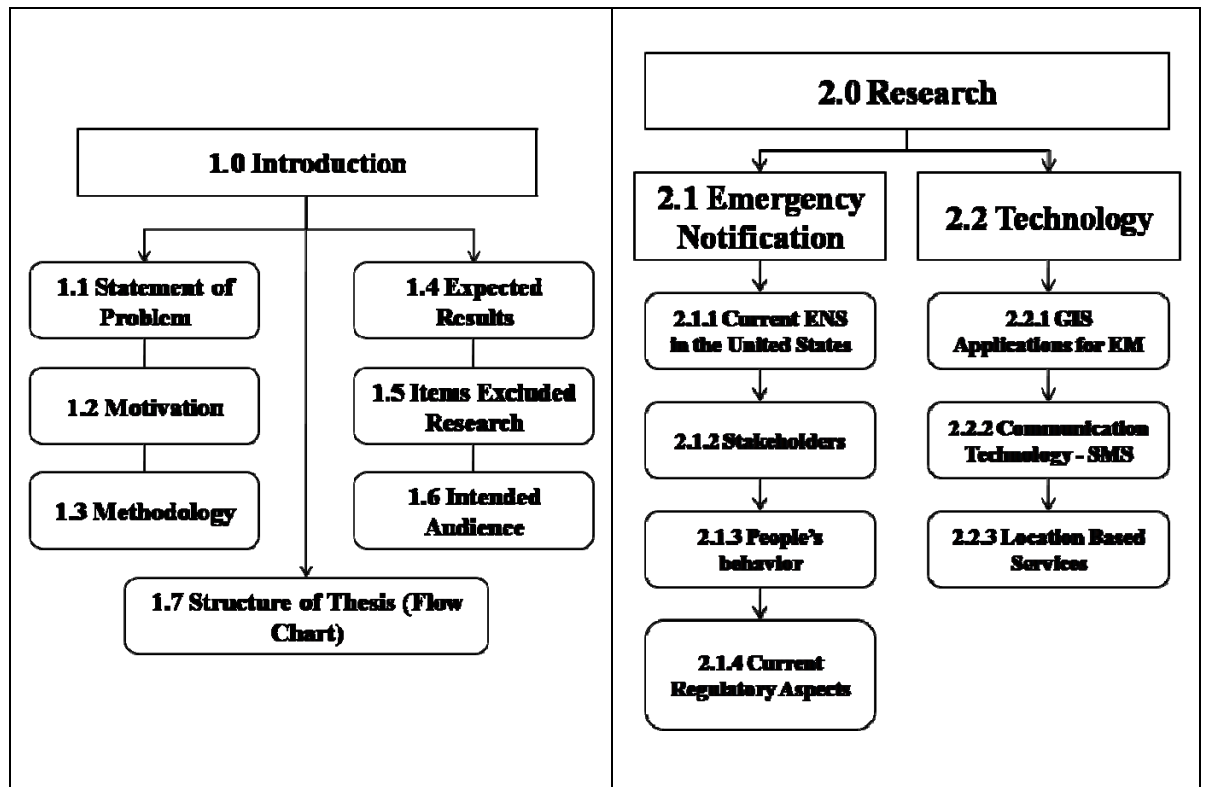 1.0 Introduction
1.1 Statement of
Problem
1.2 Motivation
1.3 Methodology
1.4 Expected
Results
1.5 Items Excluded
Research
1.6 Intended
Audience
1.7 Structure of Thesis (Flow
Chart)
2.0 Research
2.1 Emergency
Notification
2.1.1 Current ENS
in the United States
2.1.2 Stakeholders
2.1.3 People's
behavior
2.1.4 Current
Regulatory Aspects
2.2 Technology
2.2.1 GIS
Applications for EM
2.2.2 Communication
Technology - SMS
2.2.3 Location Based
Services